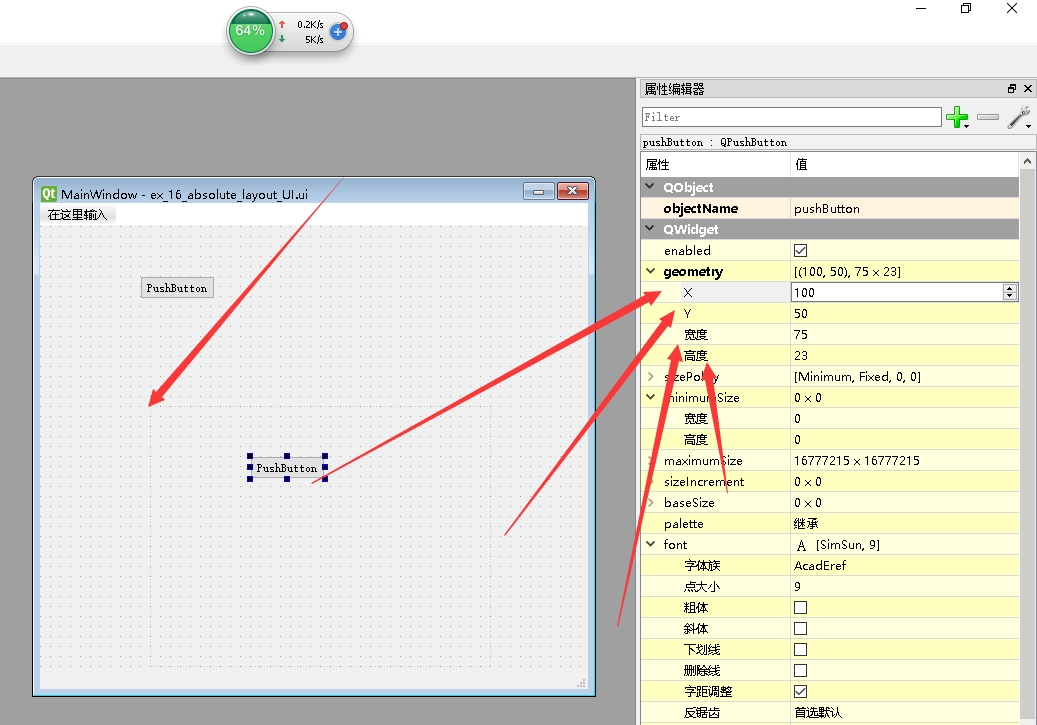 64%
0.2K/s
5K/s
属性编辑器
Filter
pushButton : QPushButton
属性 值
QObject
objectName pushButton
QWidget
enabled
geometry [(100, 50), 75 × 23]
X 100
Y 50
宽度 75
高度 23
sizePolicy [Minimum, Fixed, 0, 0]
minimumSize 0 × 0
宽度 0
高度 0
maximumSize 16777215 × 16777215
sizeIncrement 0 × 0
baseSize 0 × 0
palette 继承
font A [SimSun, 9]
字体族 AcadEref
点大小 9
粗体
斜体
下划线
删除线
字距调整
反锯齿 首选默认
Qt MainWindow - ex_16_absolute_layout_UI.ui
在这里输入
PushButton
PushButton